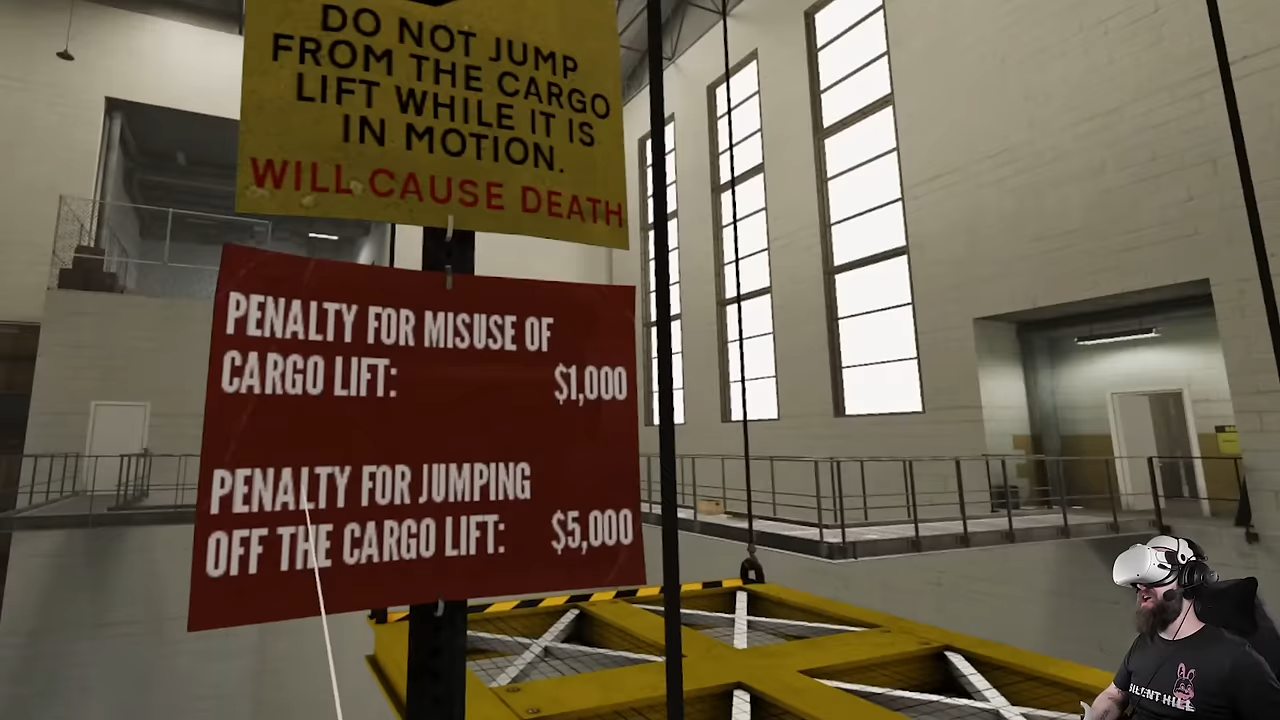 DO NOT JUMP
FROM THE CARGO
LIFT WHILE IT IS
IN MOTION.
WILL CAUSE DEATH
PENALTY FOR MISUSE OF
CARGO LIFT: $1,000
PENALTY FOR JUMPING
OFF THE CARGO LIFT: $5,000
SILENT HILL